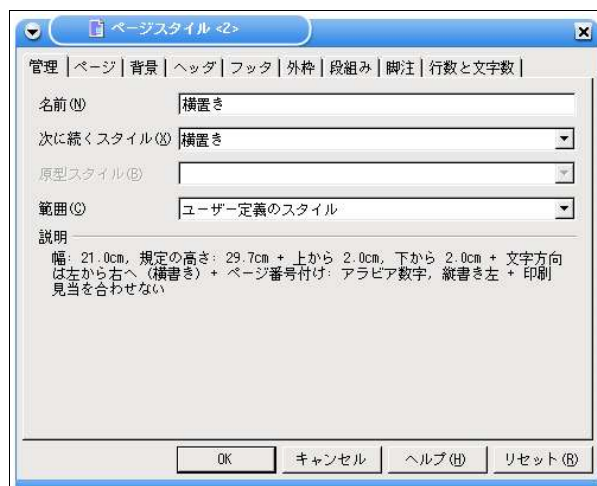 ページスタイル <2>
管理 ページ 背景 ヘッダ フッタ 外枠 段組み 脚注 行数と文字数
名前(N) 横置き
次に続くスタイル(X) 横置き
原型スタイル(B)
範囲(C) ユーザー定義のスタイル
説明
幅: 21.0cm, 規定の高さ: 29.7cm + 上から 2.0cm, 下から 2.0cm + 文字方向
は左から右へ (横書き) + ページ番号付け: アラビア数字, 縦書き左 + 印刷
見当を合わせない
OK キャンセル ヘルプ(H) リセット(R)